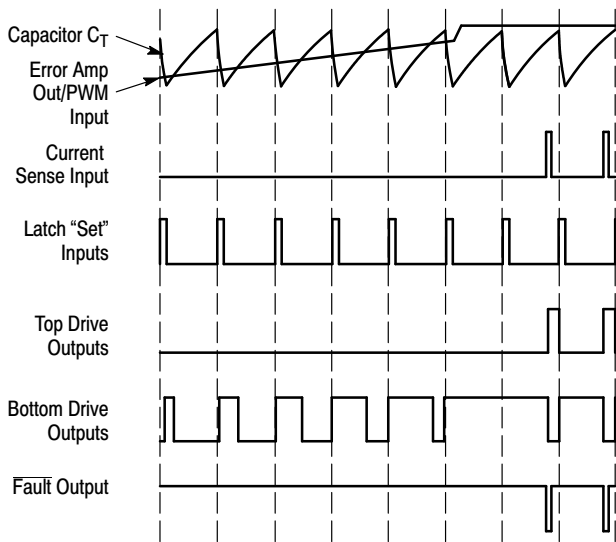 Capacitor CT
Error Amp
Out/PWM
Input
Current
Sense Input
Latch “Set”
Inputs
Top Drive
Outputs
Bottom Drive
Outputs
Fault Output